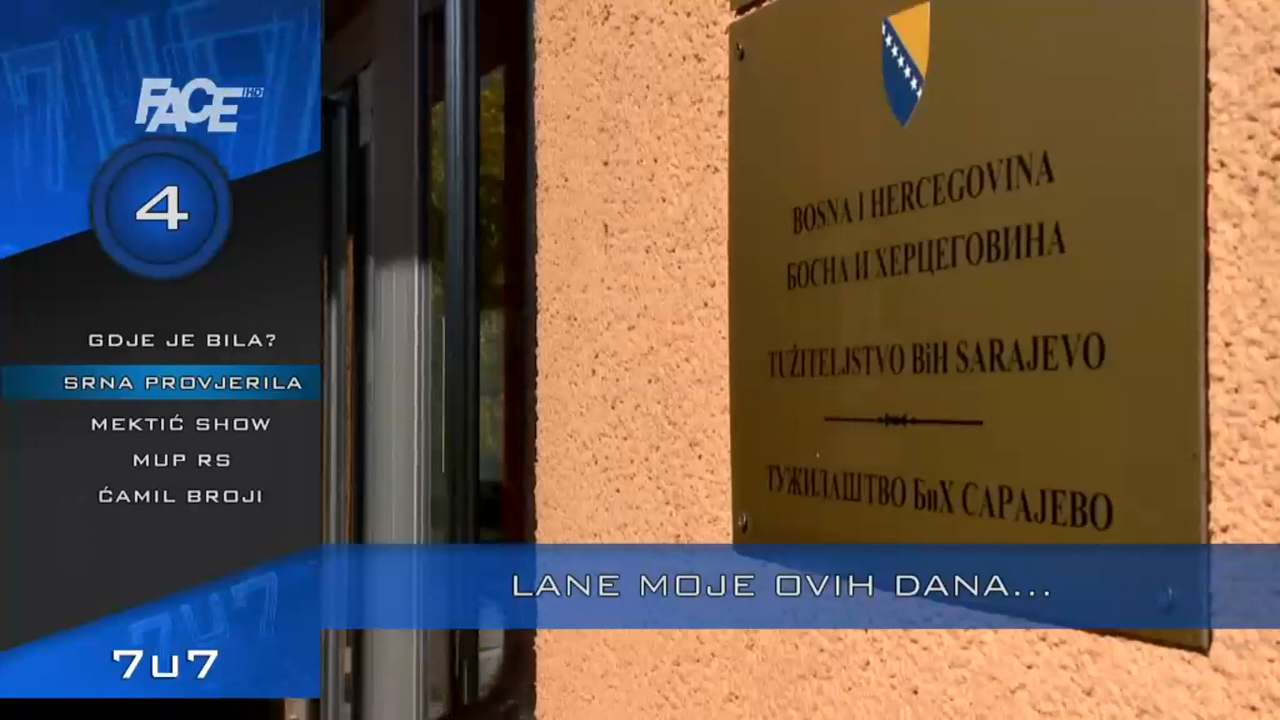 FACE HD
4
GDJE JE BILA?
SRNA PROVJERILA
MEKTIĆ SHOW
MUP RS
ĆAMIL BROJI
7u7
BOSNA I HERCEGOVINA
БОСНА И ХЕРЦЕГОВИНА
TUŽITELJSTVO BiH SARAJEVO
ТУЖИЛАШТВО БиХ САРАЈЕВО
LANE MOJE OVIH DANA...